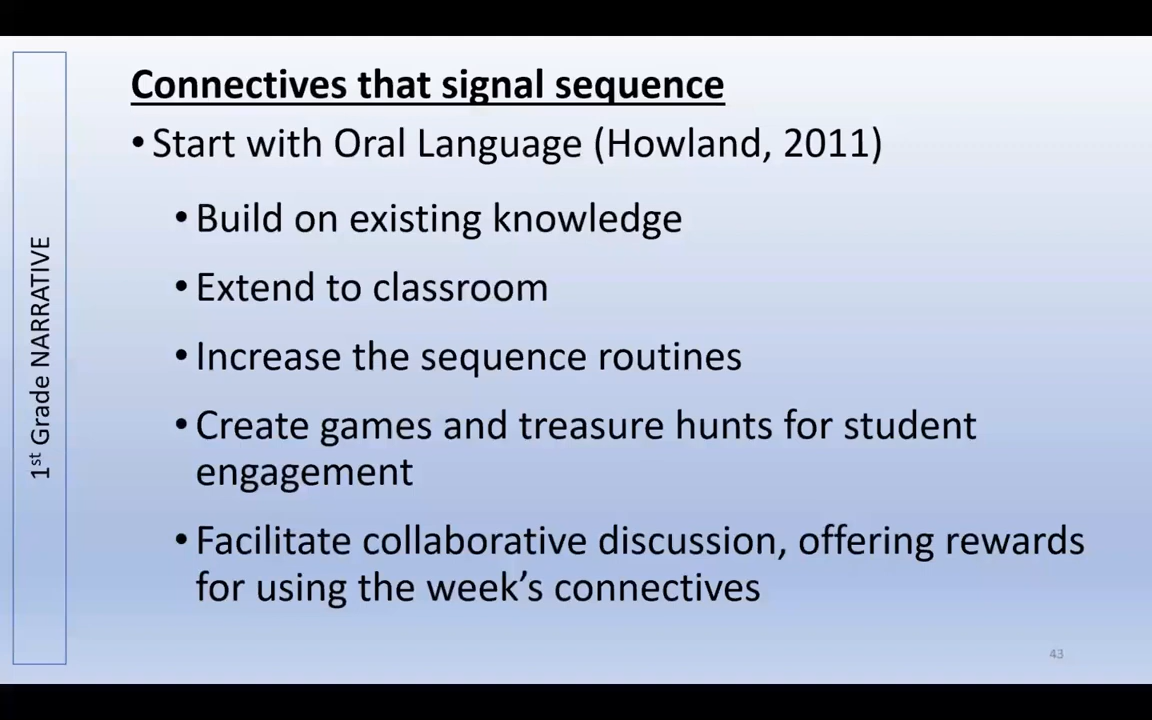 Connectives that signal sequence
• Start with Oral Language (Howland, 2011)
• Build on existing knowledge
• Extend to classroom
• Increase the sequence routines
• Create games and treasure hunts for student
engagement
• Facilitate collaborative discussion, offering rewards
for using the week’s connectives
1st Grade NARRATIVE
43